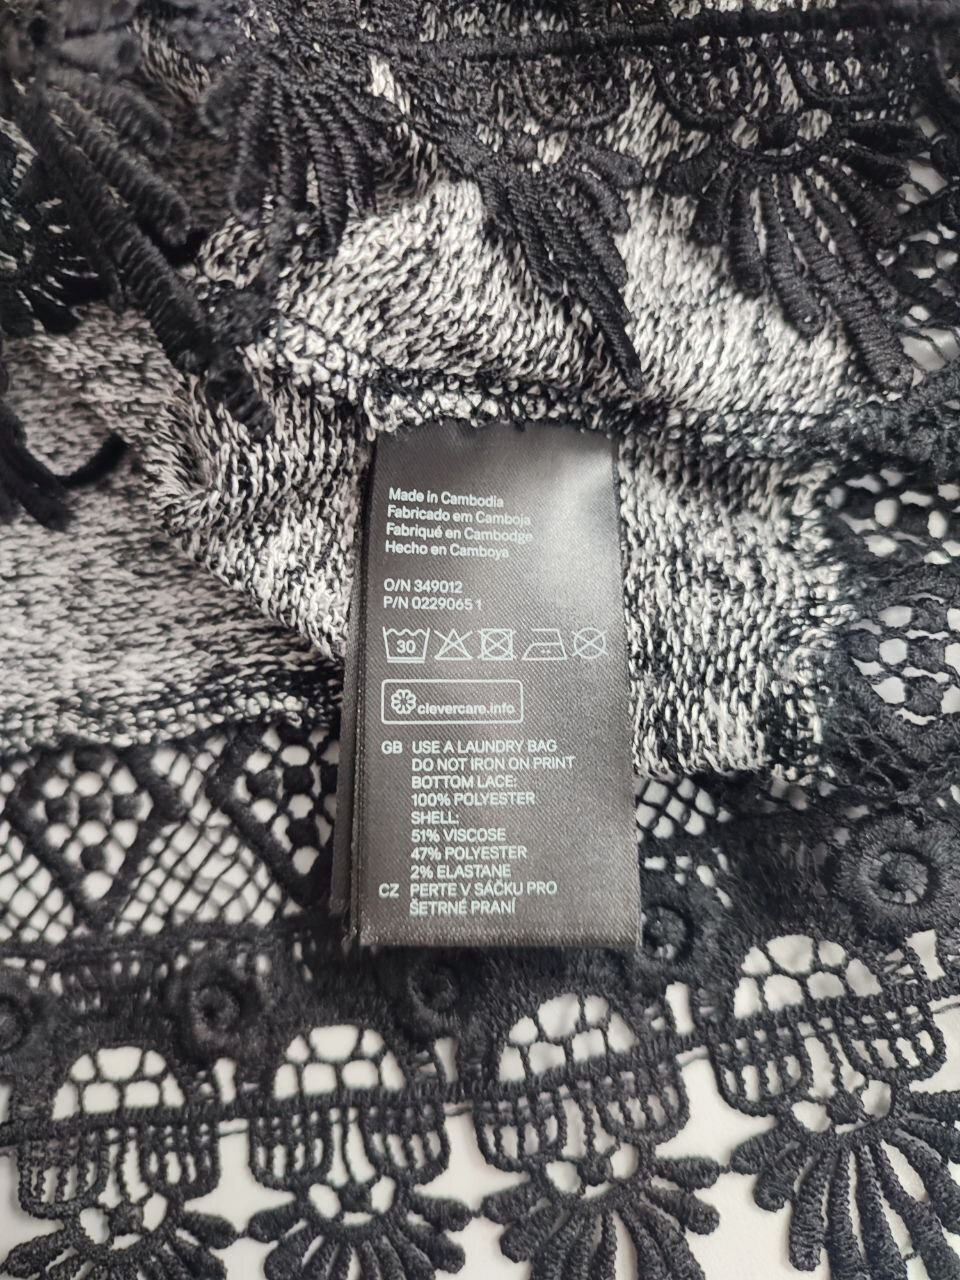 Made in Cambodia
Fabricado em Camboja
Fabriqué en Cambodge
Hecho en Camboya
O/N 349012
P/N 02290651
30
clevercare.info
GB USE A LAUNDRY BAG
DO NOT IRON ON PRINT
BOTTOM LACE:
100% POLYESTER
SHELL:
51% VISCOSE
47% POLYESTER
2% ELASTANE
CZ PERTE V SÁČKU PRO
ŠETRNÉ PRANÍ